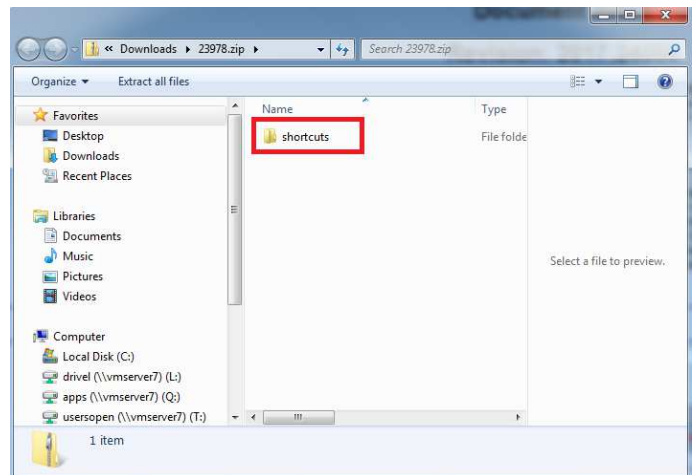 Document
« Downloads ▸ 23978.zip ▸
Search 23978.zip
Organize
Extract all files
Name
Type
Favorites
Desktop
Downloads
Recent Places
Libraries
Documents
Music
Pictures
Videos
Computer
Local Disk (C:)
drivel (\\vmserver7) (L:)
apps (\\vmserver7) (Q:)
usersopen (\\vmserver7) (T:)
shortcuts
File folde
Select a file to preview.
1 item